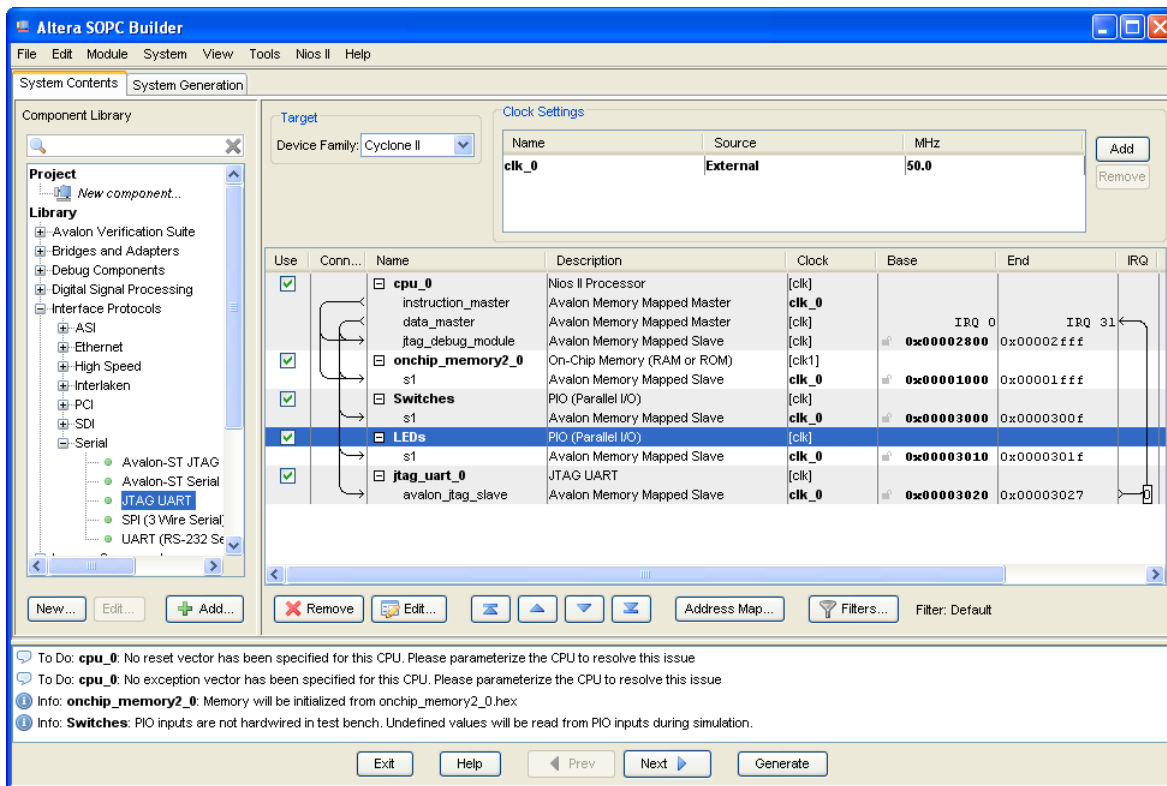 Altera SOPC Builder
File Edit Module System View Tools Nios II Help
System Contents System Generation
Component Library
Project
New component...
Library
Avalon Verification Suite
Bridges and Adapters
Debug Components
Digital Signal Processing
Interface Protocols
ASI
Ethernet
High Speed
Interlaken
PCI
SDI
Serial
Avalon-ST JTAG
Avalon-ST Serial
JTAG UART
SPI (3 Wire Serial)
UART (RS-232 Se
New... Edit... Add...
Target
Device Family: Cyclone II
Clock Settings
Name Source MHz
clk_0 External 50.0
Add
Remove
Use Conn... Name Description Clock Base End IRQ
cpu_0 Nios II Processor [clk]
instruction_master Avalon Memory Mapped Master clk_0
data_master Avalon Memory Mapped Master [clk] IRQ 0 IRQ 31
jtag_debug_module Avalon Memory Mapped Slave [clk] 0x00002800 0x00002fff
onchip_memory2_0 On-Chip Memory (RAM or ROM) [clk1]
s1 Avalon Memory Mapped Slave clk_0 0x00001000 0x00001fff
Switches PIO (Parallel I/O) [clk]
s1 Avalon Memory Mapped Slave clk_0 0x00003000 0x0000300f
LEDs PIO (Parallel I/O) [clk]
s1 Avalon Memory Mapped Slave clk_0 0x00003010 0x0000301f
jtag_uart_0 JTAG UART [clk]
avalon_jtag_slave Avalon Memory Mapped Slave clk_0 0x00003020 0x00003027 0
Remove Edit... Address Map... Filters... Filter: Default
To Do: cpu_0: No reset vector has been specified for this CPU. Please parameterize the CPU to resolve this issue
To Do: cpu_0: No exception vector has been specified for this CPU. Please parameterize the CPU to resolve this issue
Info: onchip_memory2_0: Memory will be initialized from onchip_memory2_0.hex
Info: Switches: PIO inputs are not hardwired in test bench. Undefined values will be read from PIO inputs during simulation.
Exit Help Prev Next Generate